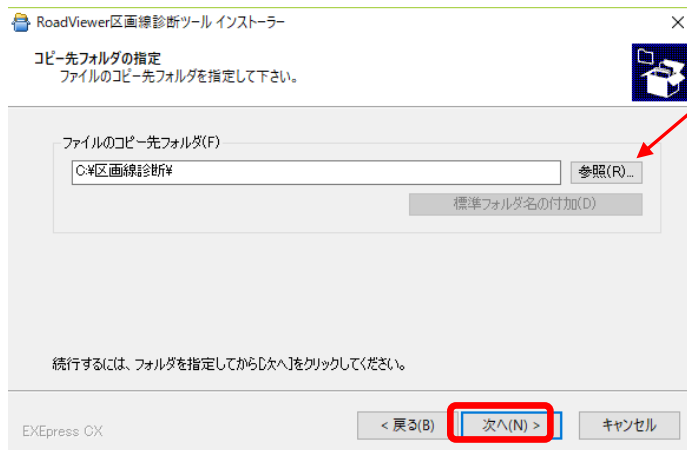 RoadViewer区画線診断ツール インストーラー
コピー先フォルダの指定
ファイルのコピー先フォルダを指定して下さい。
ファイルのコピー先フォルダ(F)
C:¥区画線診断¥
参照(R)...
標準フォルダ名の付加(D)
続行するには、フォルダを指定してから[次へ]をクリックしてください。
EXEpress CX
< 戻る(B)
次へ(N) >
キャンセル